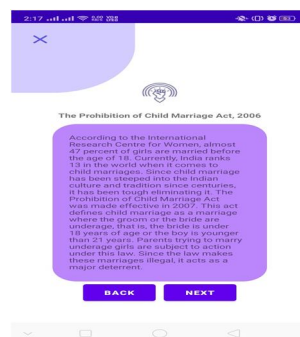 2:17
The Prohibition of Child Marriage Act, 2006
According to the International
Research Centre for Women, almost
47 percent of girls are married before
the age of 18. Currently, India ranks
13 in the world when it comes to
child marriages. Since child marriage
has been steeped into the Indian
culture and tradition since centuries,
it has been tough eliminating it. The
Prohibition of Child Marriage Act
was made effective in 2007. This act
defines child marriage as a marriage
where the groom or the bride are
underage, that is, the bride is under
18 years of age or the boy is younger
than 21 years. Parents trying to marry
underage girls are subject to action
under this law. Since the law makes
these marriages illegal, it acts as a
major deterrent.
BACK NEXT